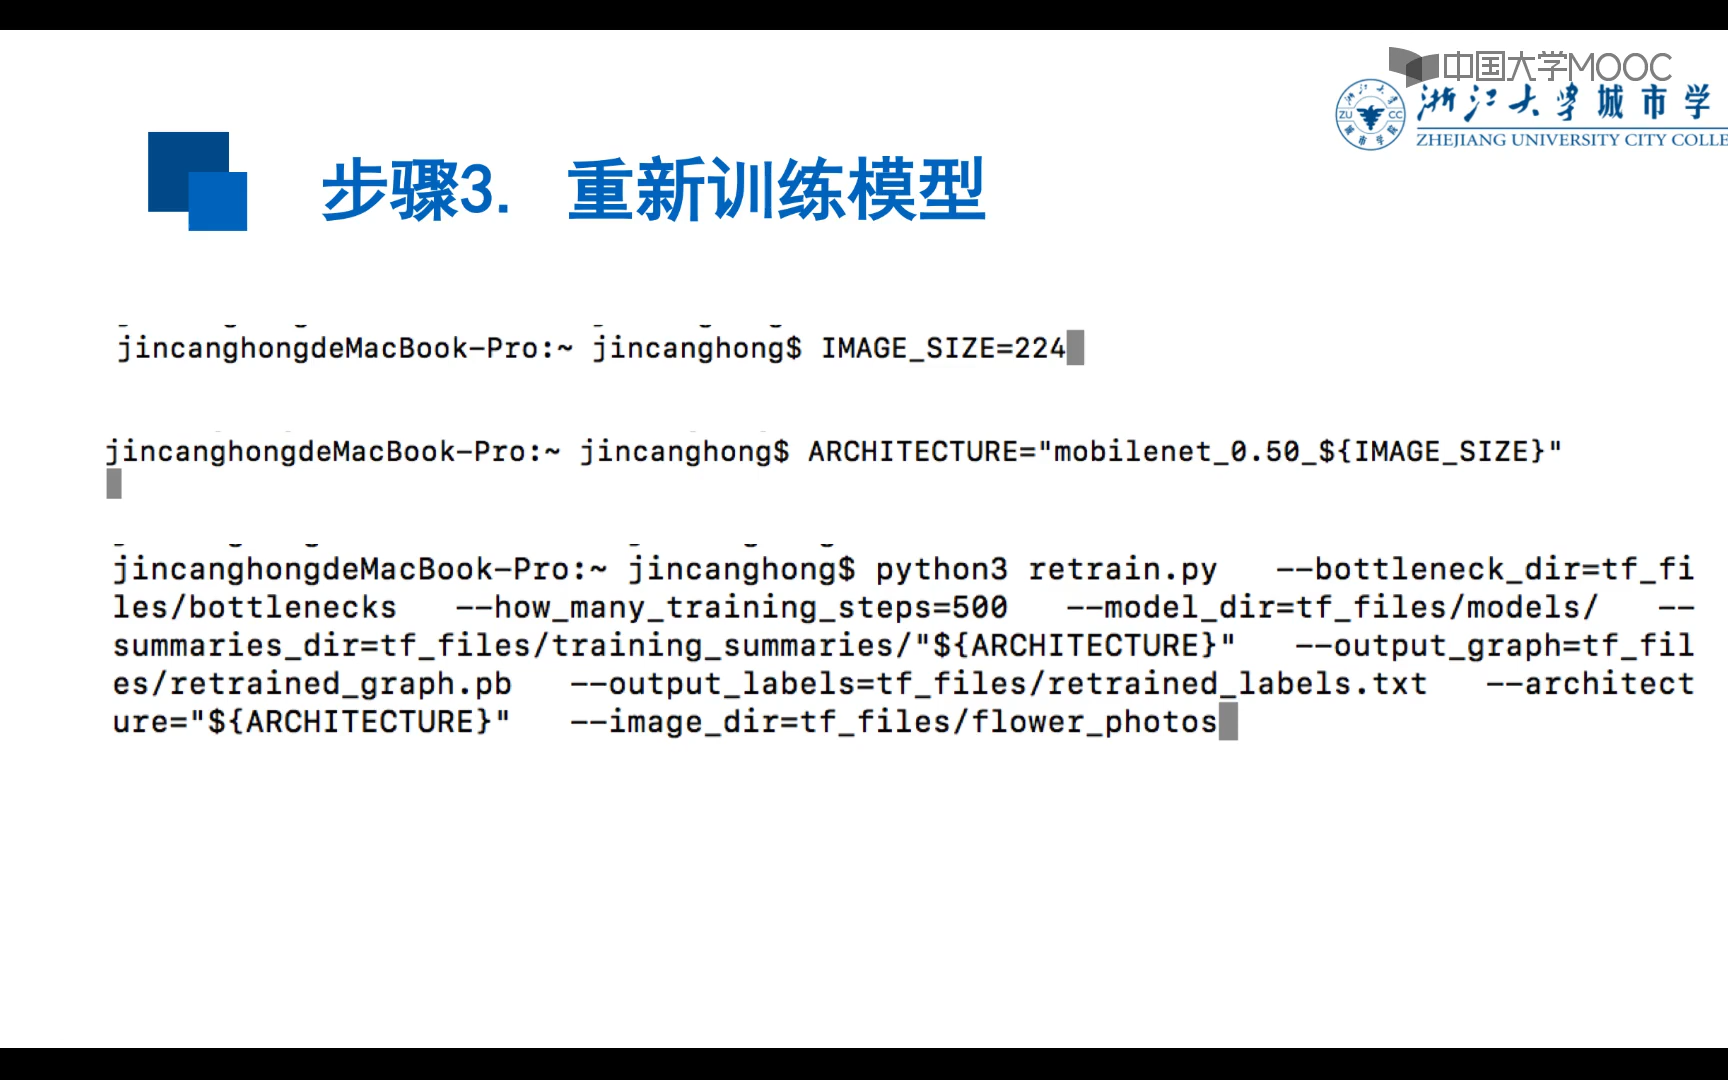 中国大学MOOC
浙江大学城市学
ZHEJIANG UNIVERSITY CITY COLLE
步骤3. 重新训练模型
jincanghongdeMacBook-Pro:~ jincanghong$ IMAGE_SIZE=224
jincanghongdeMacBook-Pro:~ jincanghong$ ARCHITECTURE="mobilenet_0.50_${IMAGE_SIZE}"
jincanghongdeMacBook-Pro:~ jincanghong$ python3 retrain.py   --bottleneck_dir=tf_fi
les/bottlenecks   --how_many_training_steps=500   --model_dir=tf_files/models/   --
summaries_dir=tf_files/training_summaries/"${ARCHITECTURE}"   --output_graph=tf_fil
es/retrained_graph.pb   --output_labels=tf_files/retrained_labels.txt   --architect
ure="${ARCHITECTURE}"   --image_dir=tf_files/flower_photos